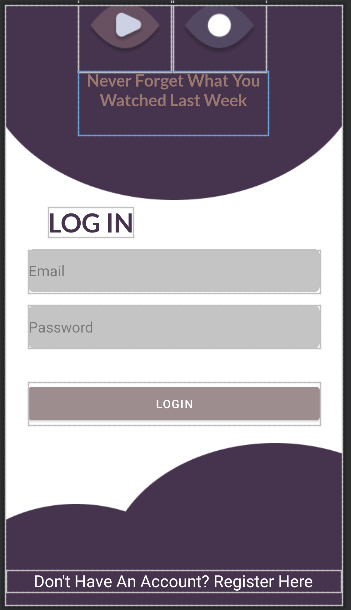 Never Forget What You
Watched Last Week
LOG IN
Email
Password
LOGIN
Don't Have An Account? Register Here